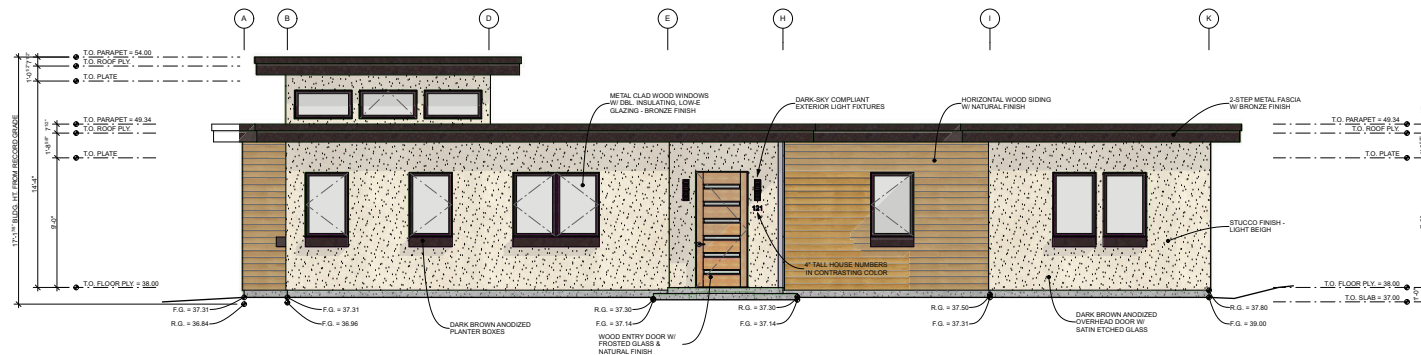 A
B
D
E
H
I
K
T.O. PARAPET = 54.00
T.O. ROOF PLY.
T.O. PLATE
T.O. PARAPET = 49.34
T.O. ROOF PLY.
T.O. PLATE
T.O. FLOOR PLY. = 38.00
BLDG. HT. FROM RECORD GRADE
14'-4"
9'-0"
METAL CLAD WOOD WINDOWS
W/ DBL. INSULATING, LOW-E
GLAZING - BRONZE FINISH
DARK-SKY COMPLIANT
EXTERIOR LIGHT FIXTURES
HORIZONTAL WOOD SIDING
W/ NATURAL FINISH
2-STEP METAL FASCIA
W/ BRONZE FINISH
T.O. PARAPET = 49.34
T.O. ROOF PLY.
T.O. PLATE
121
STUCCO FINISH -
LIGHT BEIGH
4" TALL HOUSE NUMBERS
IN CONTRASTING COLOR
T.O. FLOOR PLY. = 38.00
T.O. SLAB = 37.00
1'-0"
F.G. = 37.31
R.G. = 36.84
F.G. = 37.31
F.G. = 36.96
DARK BROWN ANODIZED
PLANTER BOXES
R.G. = 37.30
F.G. = 37.14
WOOD ENTRY DOOR W/
FROSTED GLASS &
NATURAL FINISH
R.G. = 37.30
F.G. = 37.14
R.G. = 37.50
F.G. = 37.31
DARK BROWN ANODIZED
OVERHEAD DOOR W/
SATIN ETCHED GLASS
R.G. = 37.80
F.G. = 39.00